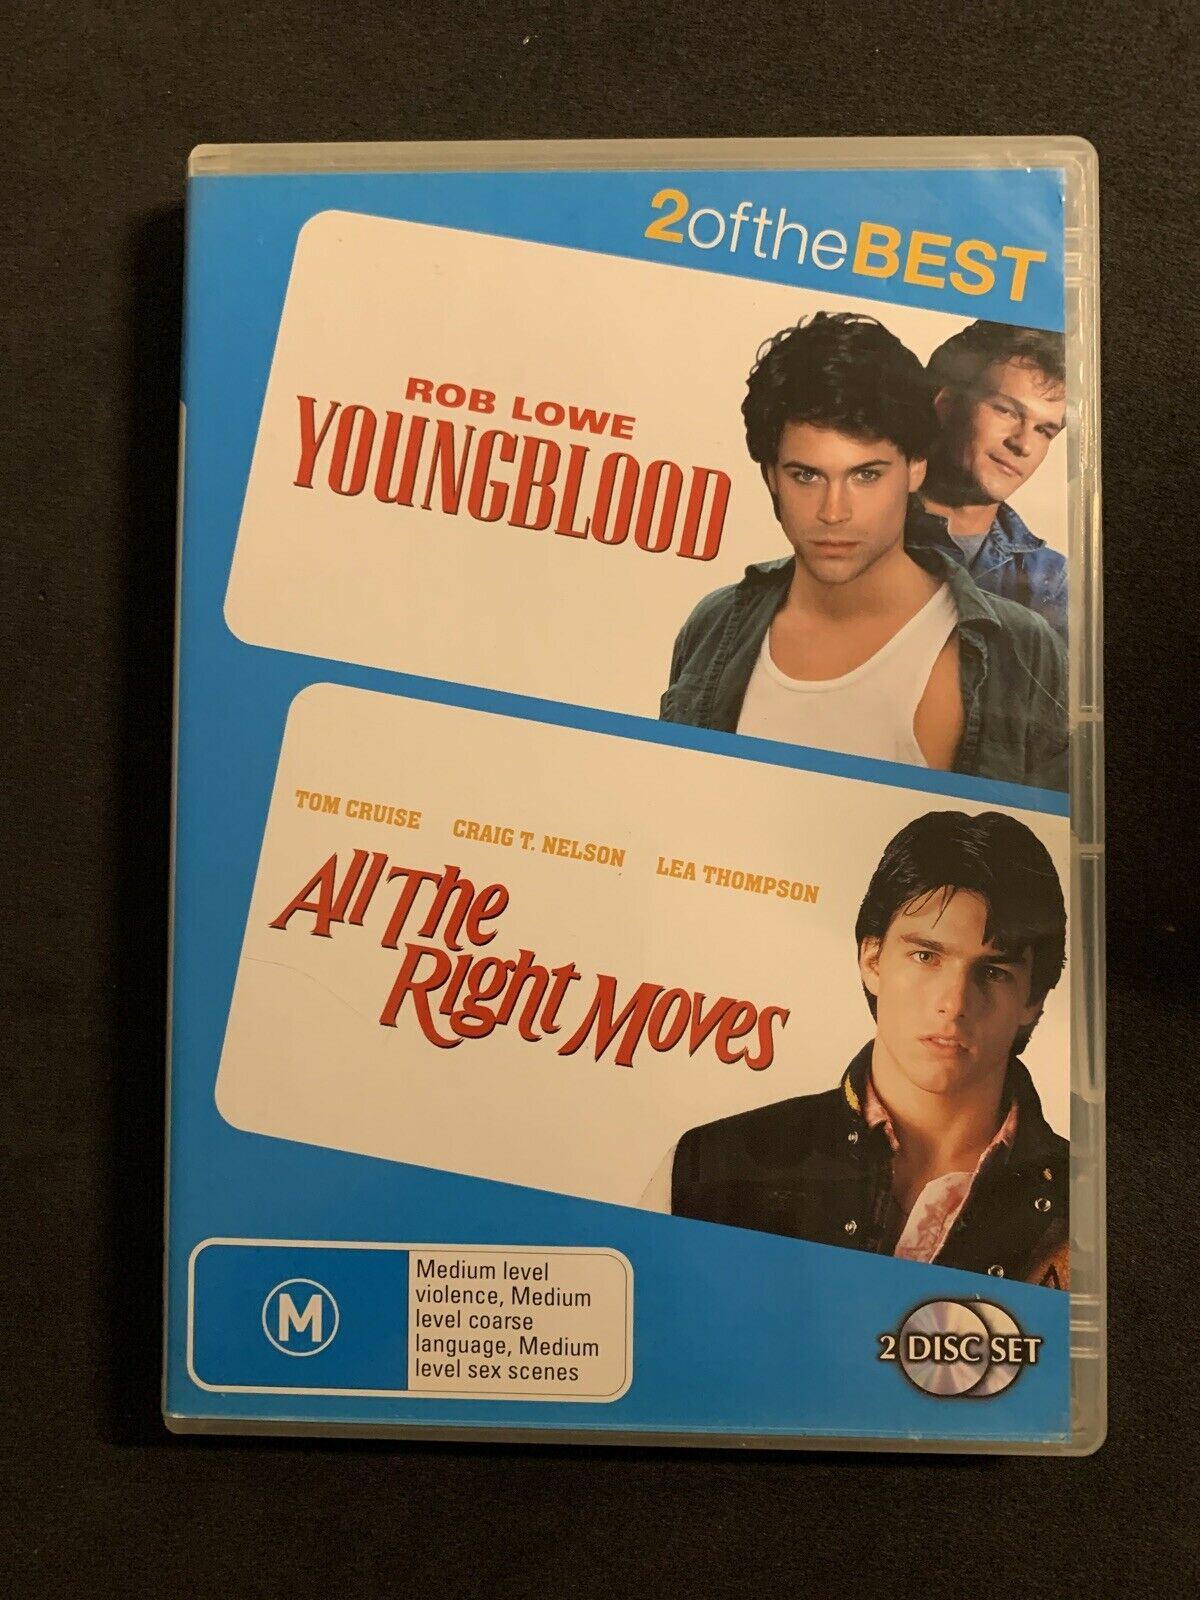 2oftheBEST
ROB LOWE
YOUNGBLOOD
TOM CRUISE CRAIG T. NELSON LEA THOMPSON
All The
Right Moves
M
Medium level
violence, Medium
level coarse
language, Medium
level sex scenes
2 DISC SET